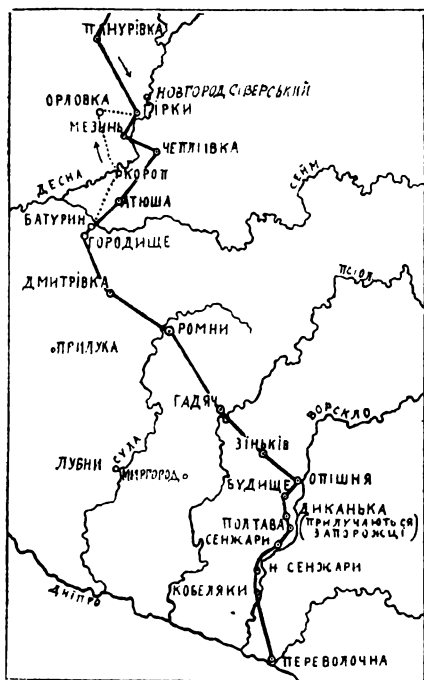 ПАНУРІВКА
НОВГОРОД СІВЕРСЬКИЙ
ОРЛОВКА
ГІРКИ
МЕЗИНЬ
ЧЕПЛІЇВКА
ДЕСНА
КОРОП
СЕЙМ
АТЮША
БАТУРИН
ГОРОДИЩЕ
ДМИТРІВКА
ПСІОЛ
РОМНИ
ПРИЛУКА
ГАДЯЧ
ВОРСКЛО
ЗІНЬКІВ
СУЛА
ЛУБНИ
МИРГОРОД
ОПІШНЯ
БУДИЩЕ
ДИКАНЬКА
ПОЛТАВА
(ПРИЛУЧАЮТЬСЯ
ЗАПОРОЖЦІ)
СЕНЖАРИ
Н СЕНЖАРИ
ДНІПРО
КОБЕЛЯКИ
ПЕРЕВОЛОЧНА